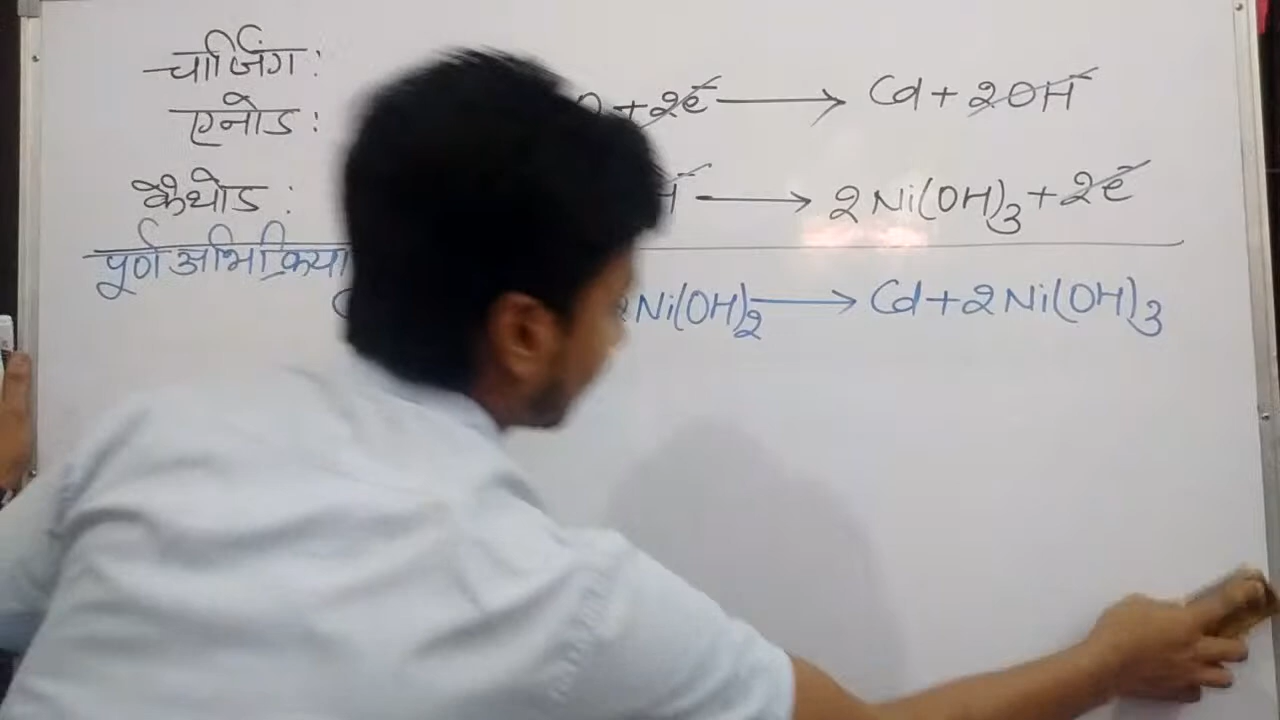 चार्जिंग :
एनोड : + 2e⁻ ⟶ Cd + 2OH⁻
कैथोड : ⟶ 2Ni(OH)₃ + 2e⁻
पूर्ण अभिक्रिया
2Ni(OH)₂ ⟶ Cd + 2Ni(OH)₃